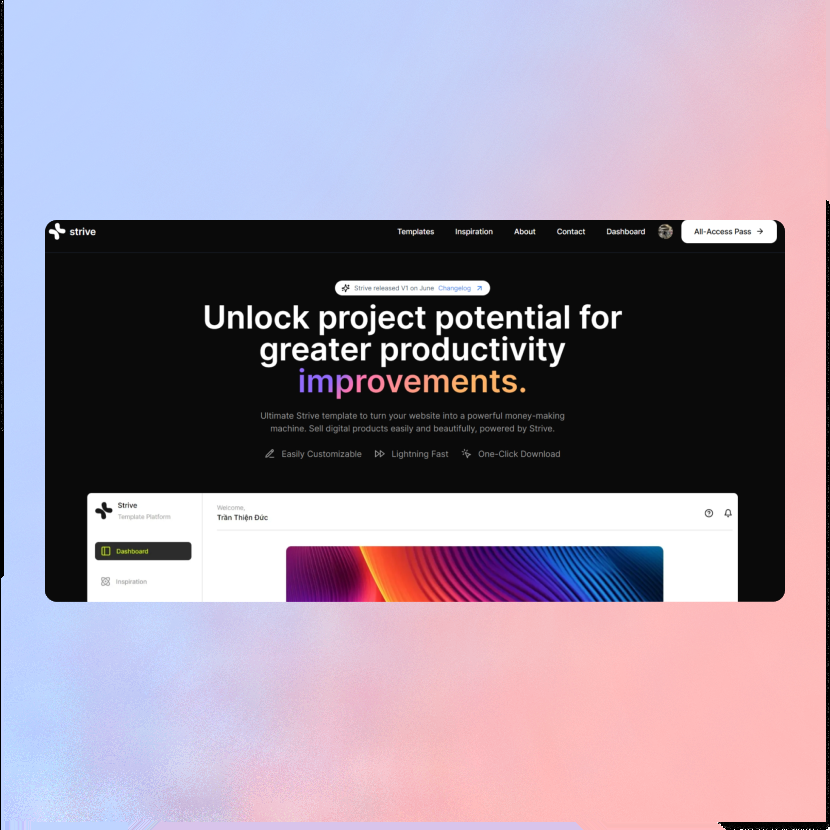 strive
Templates Inspiration About Contact Dashboard All-Access Pass
Strive released V1 on June Changelog
Unlock project potential for
greater productivity
improvements.
Ultimate Strive template to turn your website into a powerful money-making
machine. Sell digital products easily and beautifully, powered by Strive.
Easily Customizable Lightning Fast One-Click Download
Strive
Template Platform
Welcome,
Trần Thiện Đức
Dashboard
Inspiration